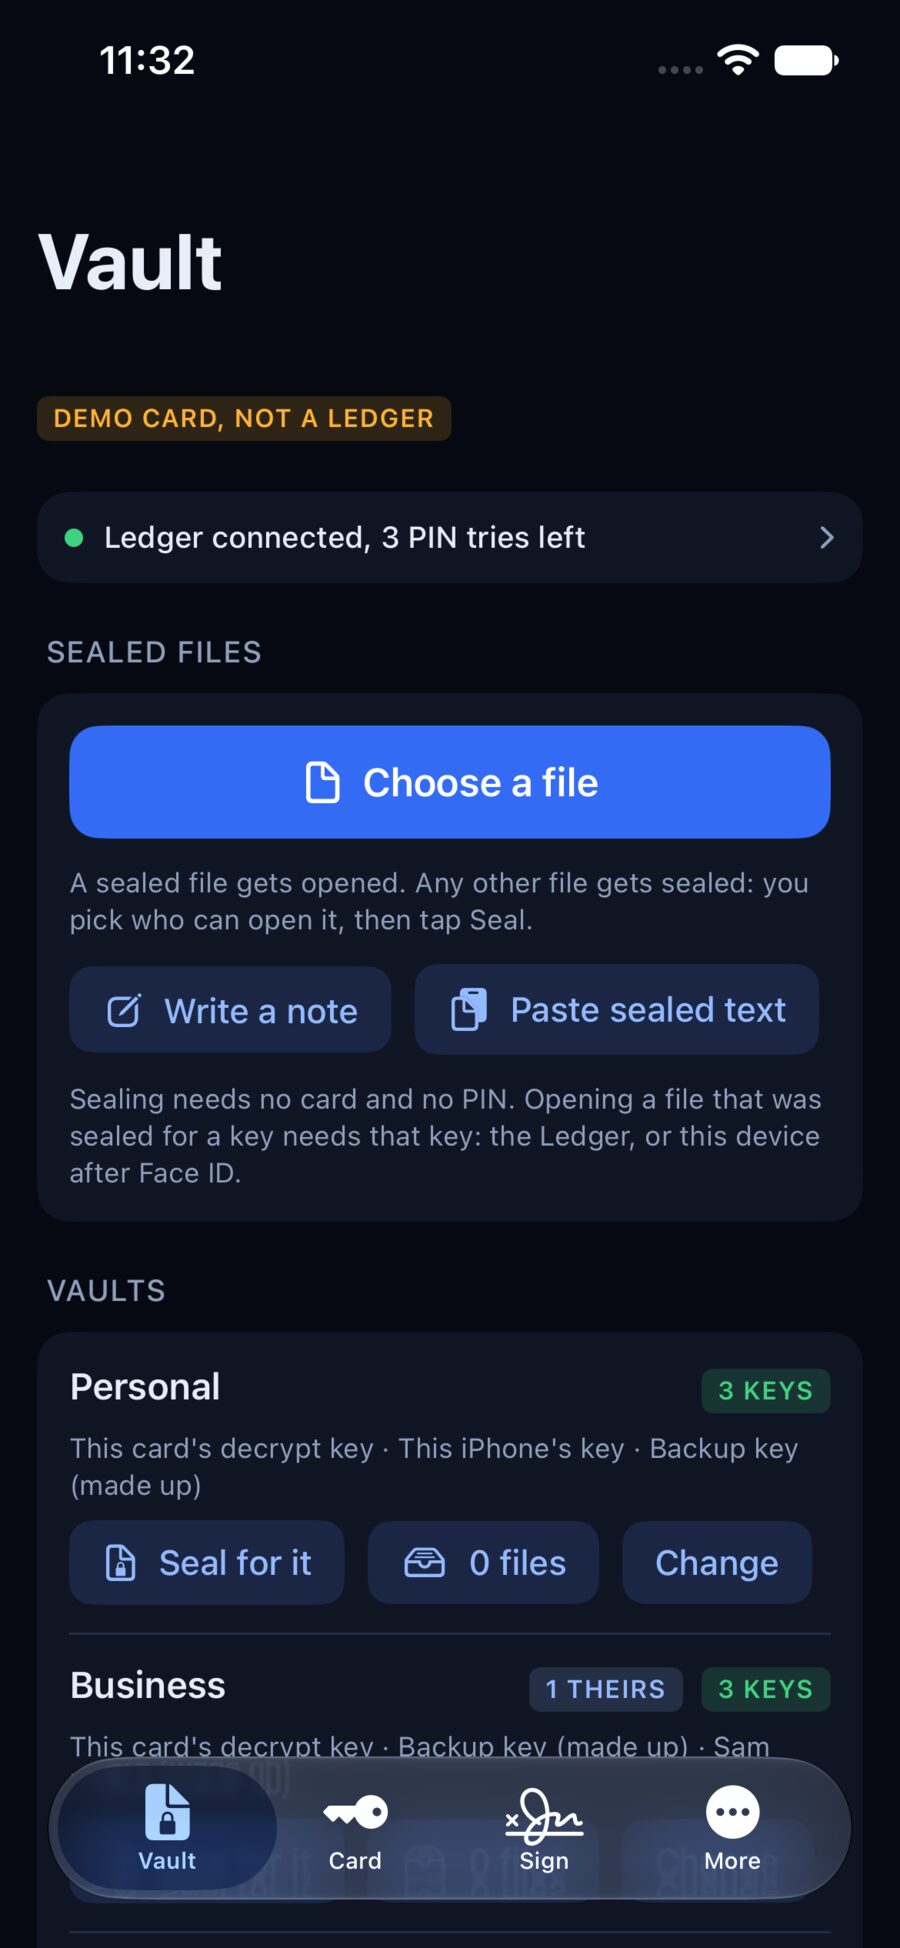 11:32
Vault
DEMO CARD, NOT A LEDGER
Ledger connected, 3 PIN tries left
SEALED FILES
Choose a file
A sealed file gets opened. Any other file gets sealed: you
pick who can open it, then tap Seal.
Write a note
Paste sealed text
Sealing needs no card and no PIN. Opening a file that was
sealed for a key needs that key: the Ledger, or this device
after Face ID.
VAULTS
Personal
3 KEYS
This card's decrypt key · This iPhone's key · Backup key
(made up)
Seal for it
0 files
Change
Business
1 THEIRS
3 KEYS
This card's decrypt key · Backup key (made up) · Sam
Vault
Card
Sign
More